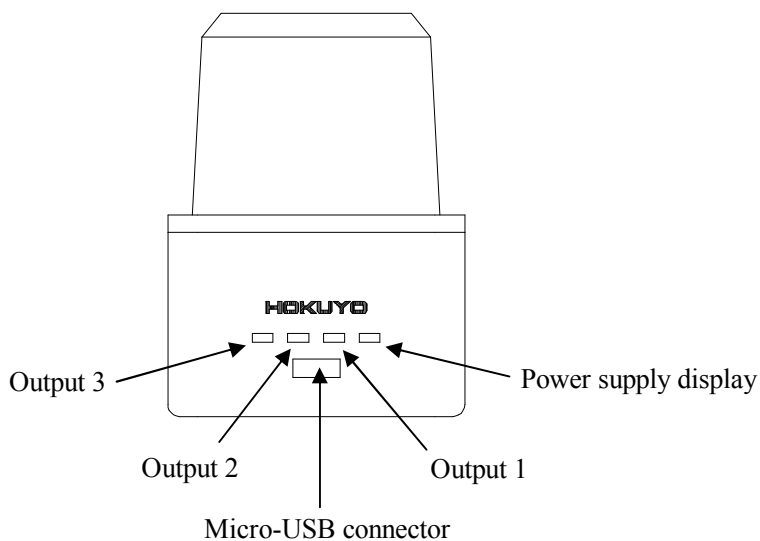 HOKUYO
Output 3
Power supply display
Output 2
Output 1
Micro-USB connector